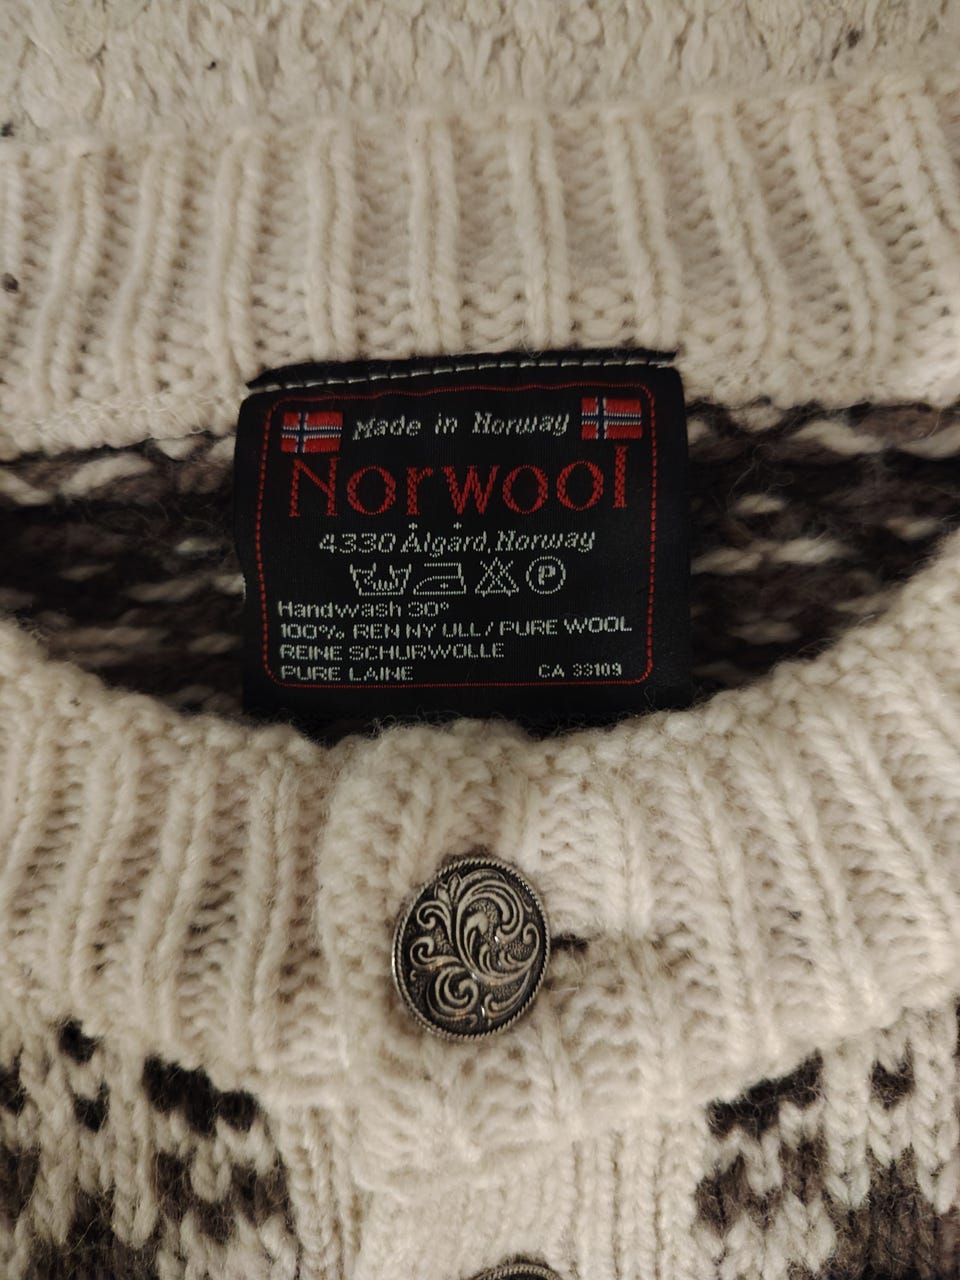 Made in Norway
Norwool
4330 Ålgård, Norway
P
Handwash 30°
100% REN NY ULL / PURE WOOL
REINE SCHURWOLLE
PURE LAINE CA 33109